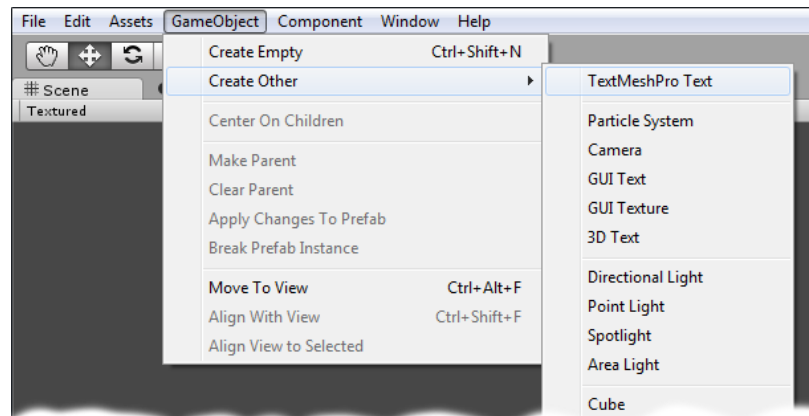 File Edit Assets GameObject Component Window Help
Scene
Textured
Create Empty Ctrl+Shift+N
Create Other
Center On Children
Make Parent
Clear Parent
Apply Changes To Prefab
Break Prefab Instance
Move To View Ctrl+Alt+F
Align With View Ctrl+Shift+F
Align View to Selected
TextMeshPro Text
Particle System
Camera
GUI Text
GUI Texture
3D Text
Directional Light
Point Light
Spotlight
Area Light
Cube